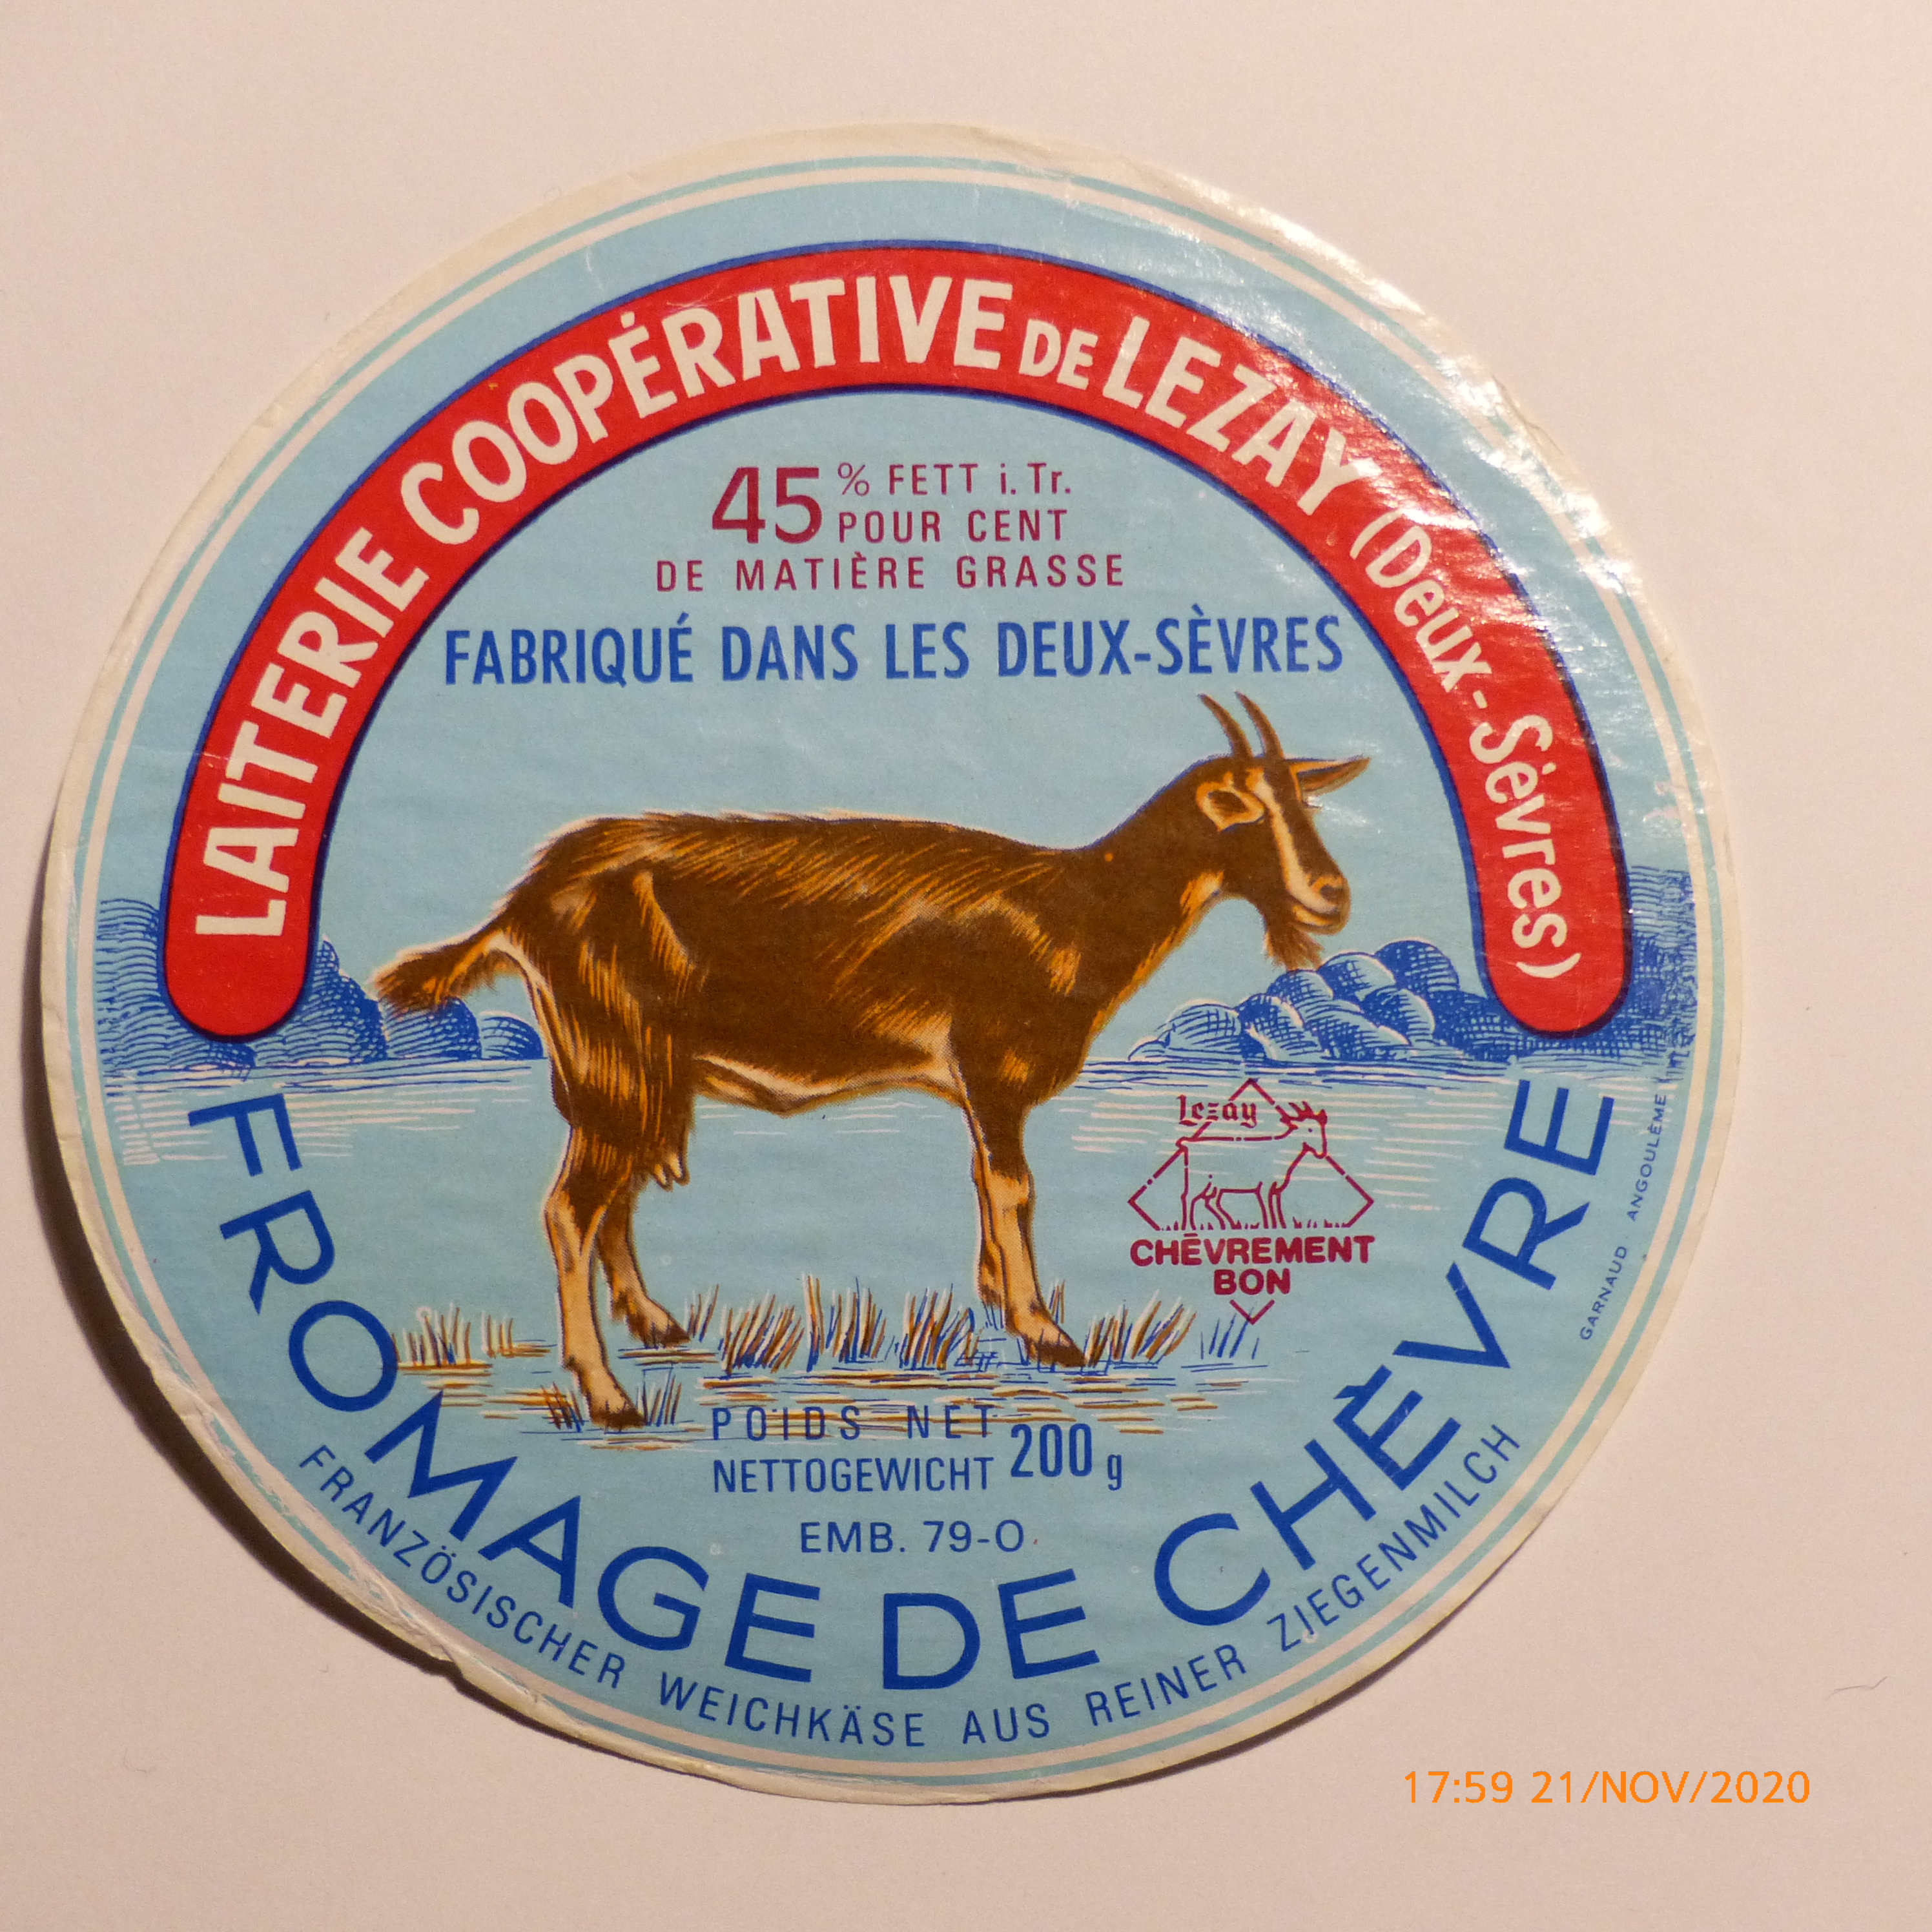 LAITERIE COOPÉRATIVE DE LEZAY (Deux-Sèvres)
45 % FETT i. Tr.
POUR CENT
DE MATIÈRE GRASSE
FABRIQUÉ DANS LES DEUX-SÈVRES
Lezay
CHÈVREMENT
BON
POIDS NET
NETTOGEWICHT 200 g
EMB. 79-O
FROMAGE DE CHÈVRE
FRANZÖSISCHER WEICHKÄSE AUS REINER ZIEGENMILCH
GARNAUD ANGOULÈME
17:59 21/NOV/2020